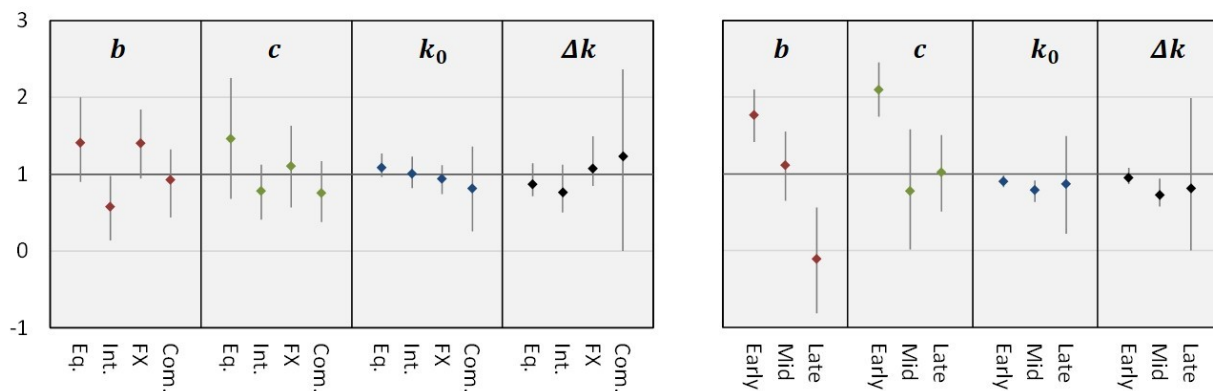 3
2
1
0
-1
b
c
k₀
Δk
Eq.
Int.
FX
Com.
Eq.
Int.
FX
Com.
Eq.
Int.
FX
Com.
Eq.
Int.
FX
Com.
b
c
k₀
Δk
Early
Mid
Late
Early
Mid
Late
Early
Mid
Late
Early
Mid
Late